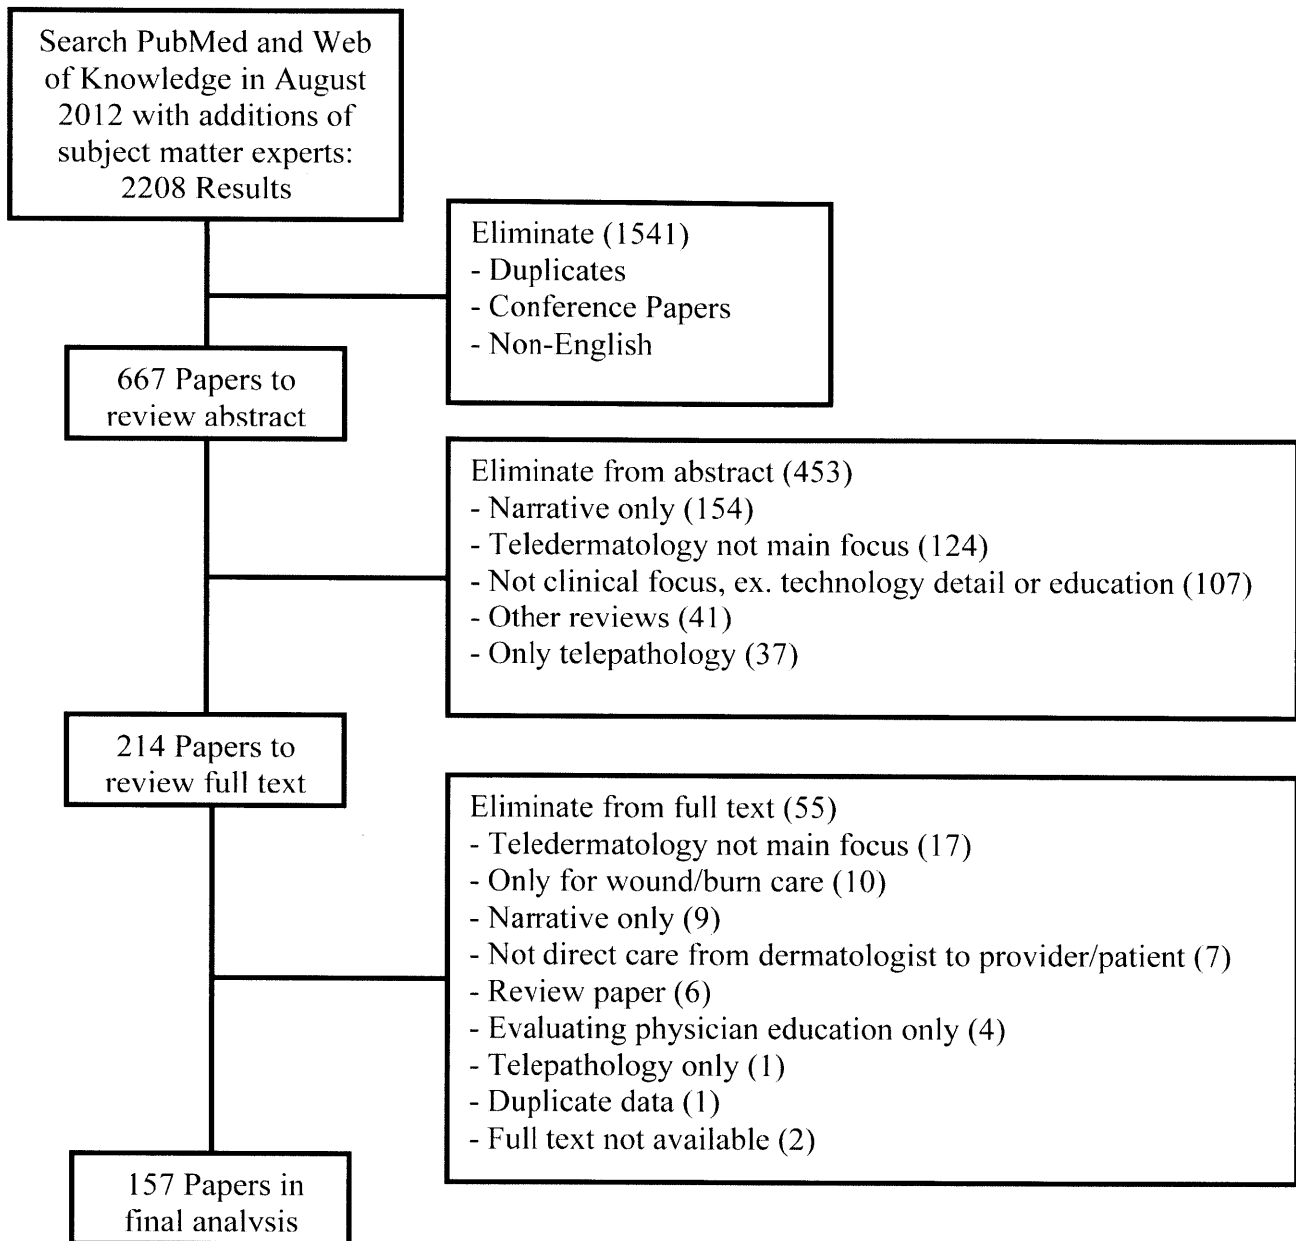 Search PubMed and Web
of Knowledge in August
2012 with additions of
subject matter experts:
2208 Results
Eliminate (1541)
- Duplicates
- Conference Papers
- Non-English
667 Papers to
review abstract
Eliminate from abstract (453)
- Narrative only (154)
- Teledermatology not main focus (124)
- Not clinical focus, ex. technology detail or education (107)
- Other reviews (41)
- Only telepathology (37)
214 Papers to
review full text
Eliminate from full text (55)
- Teledermatology not main focus (17)
- Only for wound/burn care (10)
- Narrative only (9)
- Not direct care from dermatologist to provider/patient (7)
- Review paper (6)
- Evaluating physician education only (4)
- Telepathology only (1)
- Duplicate data (1)
- Full text not available (2)
157 Papers in
final analysis